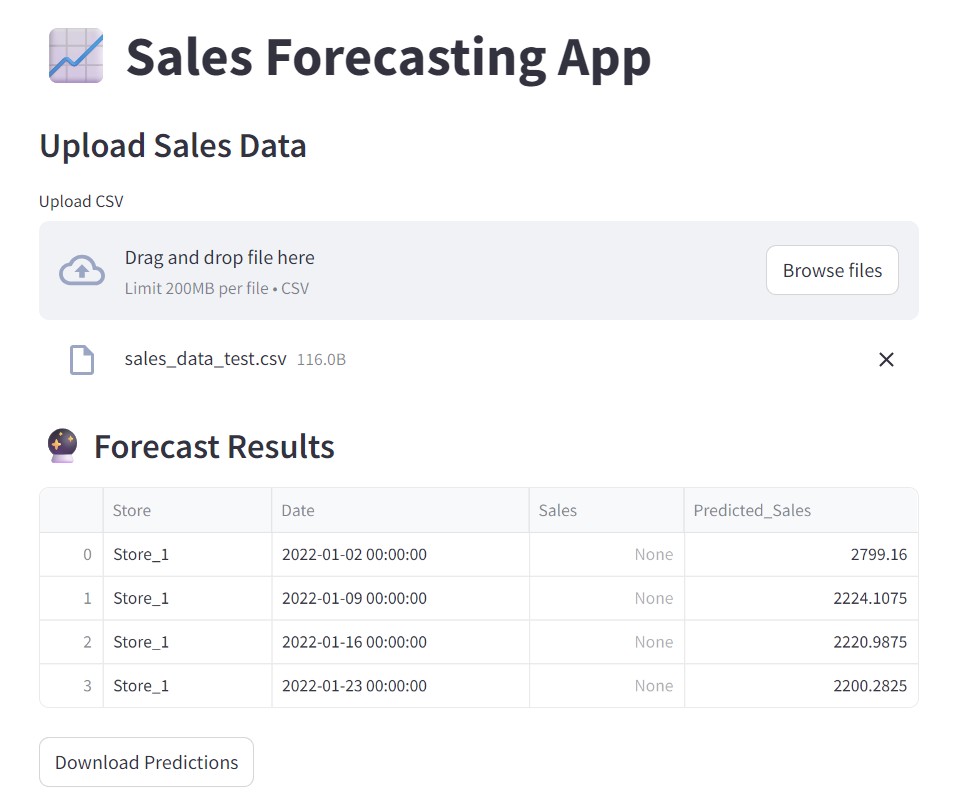 Sales Forecasting App
Upload Sales Data
Upload CSV
Drag and drop file here
Limit 200MB per file • CSV
Browse files
sales_data_test.csv 116.0B
Forecast Results
Store Date Sales Predicted_Sales
0 Store_1 2022-01-02 00:00:00 None 2799.16
1 Store_1 2022-01-09 00:00:00 None 2224.1075
2 Store_1 2022-01-16 00:00:00 None 2220.9875
3 Store_1 2022-01-23 00:00:00 None 2200.2825
Download Predictions